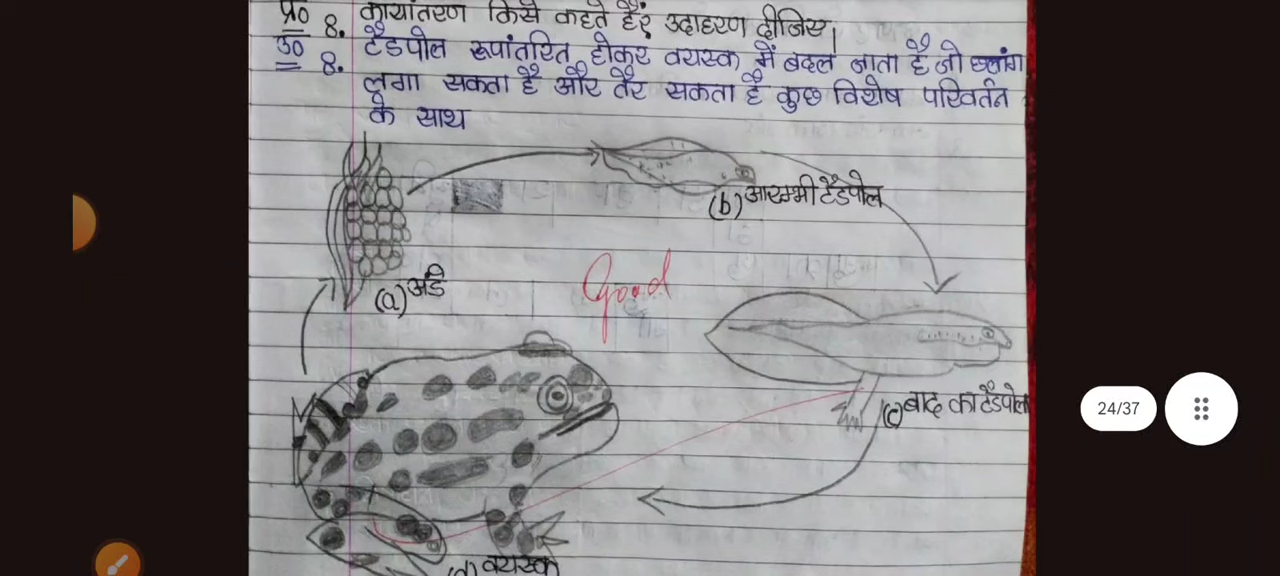 प्र० 8. कायांतरण किसे कहते हैं? उदाहरण दीजिए।
उ० 8. टैडपोल रूपांतरित होकर वयस्क में बदल जाता है जो छलांग
लगा सकता है और तैर सकता है कुछ विशेष परिवर्तन
के साथ
(b) आरम्भी टैडपोल
(a) अंडे
Good
(c) बाद का टैडपोल
24/37
(d) वयस्क